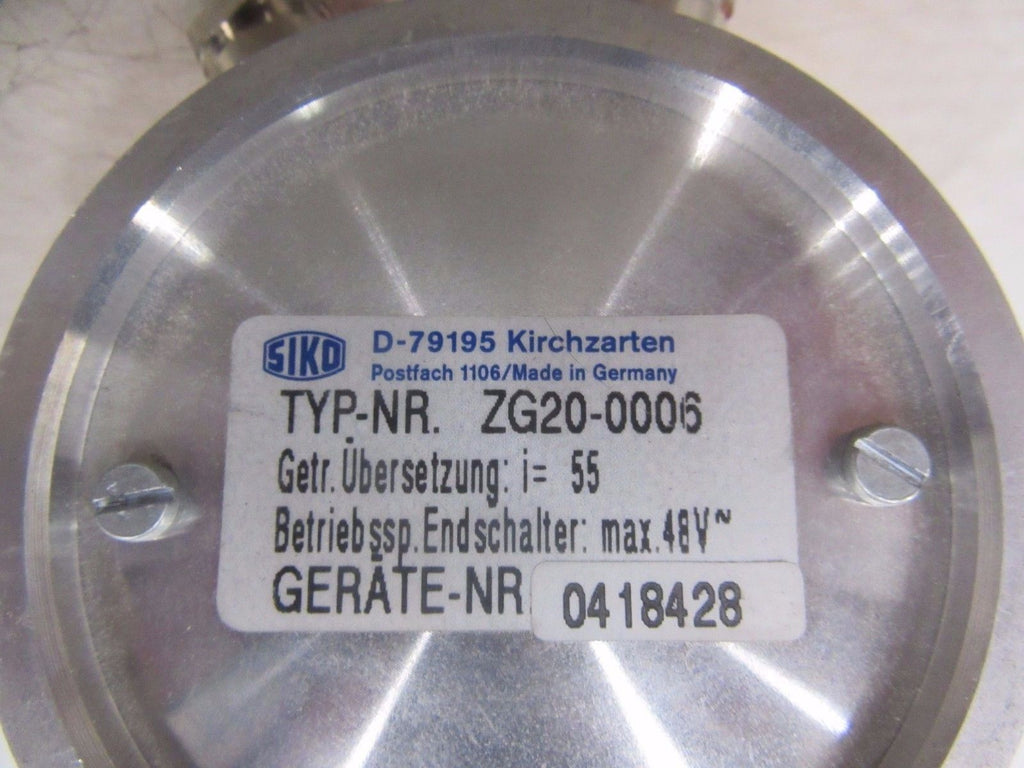 SIKO
D-79195 Kirchzarten
Postfach 1106/Made in Germany
TYP-NR. ZG20-0006
Getr.Übersetzung: i= 55
Betriebssp.Endschalter: max.48V~
GERÄTE-NR 0418428